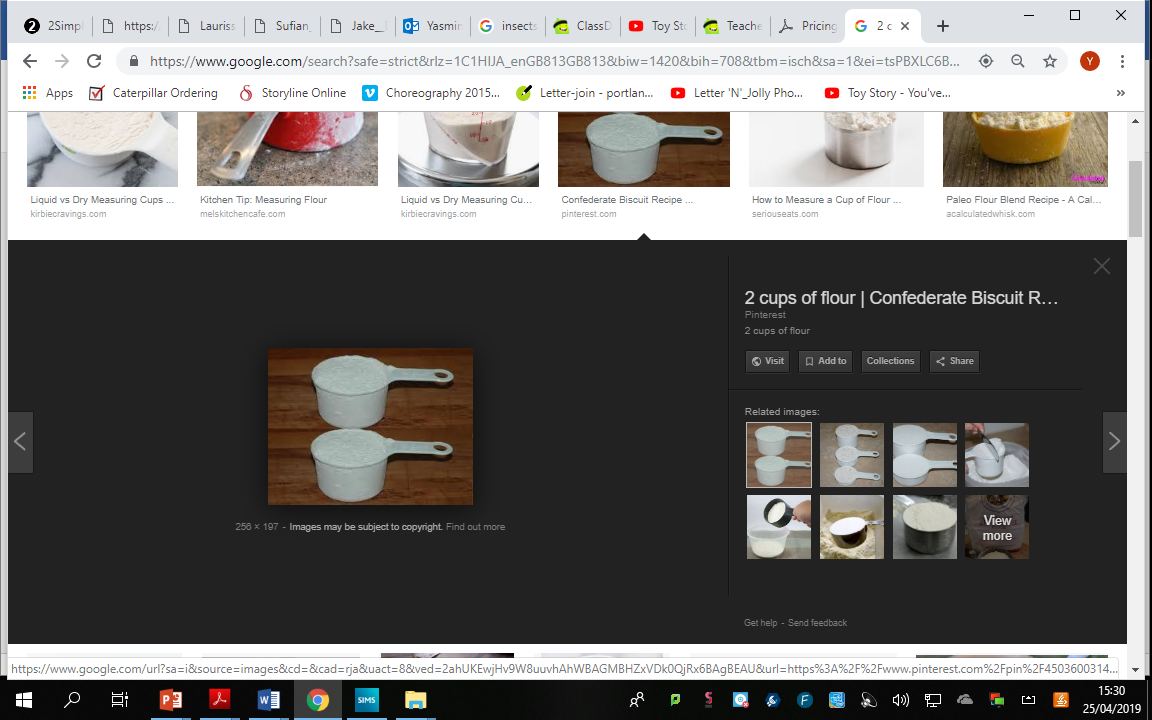 2Simpl
https:/
Lauriss
Sufian_
Jake__L
Yasmin
insects
ClassD
Toy Sto
Teache
Pricing
2 c
https://www.google.com/search?safe=strict&rlz=1C1HIJA_enGB813GB813&biw=1420&bih=708&tbm=isch&sa=1&ei=tsPBXLC6B...
Y
Apps
Caterpillar Ordering
Storyline Online
Choreography 2015...
Letter-join - portlan...
Letter 'N'_Jolly Pho...
Toy Story - You've...
»
Liquid vs Dry Measuring Cups ...
kirbiecravings.com
Kitchen Tip: Measuring Flour
melskitchencafe.com
Liquid vs Dry Measuring Cu...
kirbiecravings.com
Confederate Biscuit Recipe ...
pinterest.com
How to Measure a Cup of Flour ...
seriouseats.com
Paleo Flour Blend Recipe - A Cal...
acalculatedwhisk.com
2 cups of flour | Confederate Biscuit R...
Pinterest
2 cups of flour
Visit
Add to
Collections
Share
Related images:
View
more
256 × 197 - Images may be subject to copyright. Find out more
Get help - Send feedback
https://www.google.com/url?sa=i&source=images&cd=&cad=rja&uact=8&ved=2ahUKEwjHv9W8uuvhAhWBAGMBHZxVDk0QjRx6BAgBEAU&url=https%3A%2F%2Fwww.pinterest.com%2Fpin%2F4503600314...
SIMS
15:30
25/04/2019